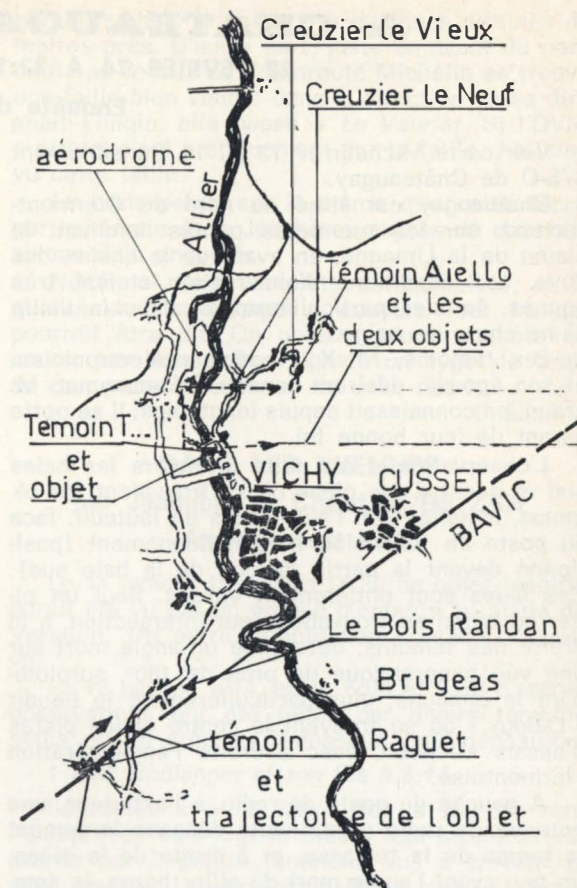 Creuzier le Vieux
Creuzier le Neuf
aérodrome
Allier
témoin Aiello
et les
deux objets
Témoin T...
et
objet
VICHY
CUSSET
BAVIC
Le Bois Randan
Brugeas
témoin Raguet
et
trajectoire de l'objet